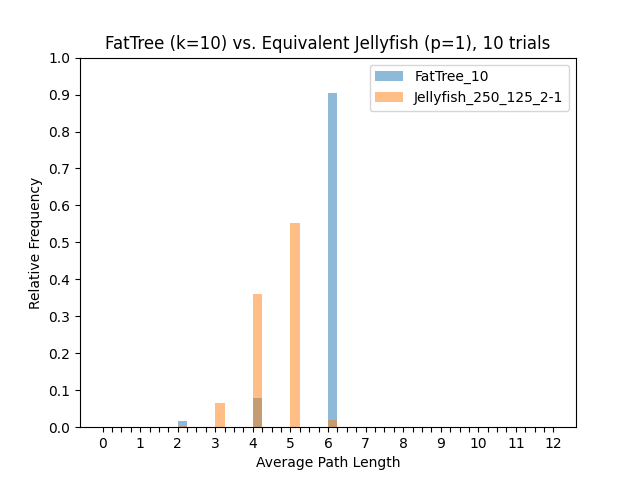 FatTree (k=10) vs. Equivalent Jellyfish (p=1), 10 trials
FatTree_10
Jellyfish_250_125_2-1
Relative Frequency
1.0
0.9
0.8
0.7
0.6
0.5
0.4
0.3
0.2
0.1
0.0
0 1 2 3 4 5 6 7 8 9 10 11 12
Average Path Length